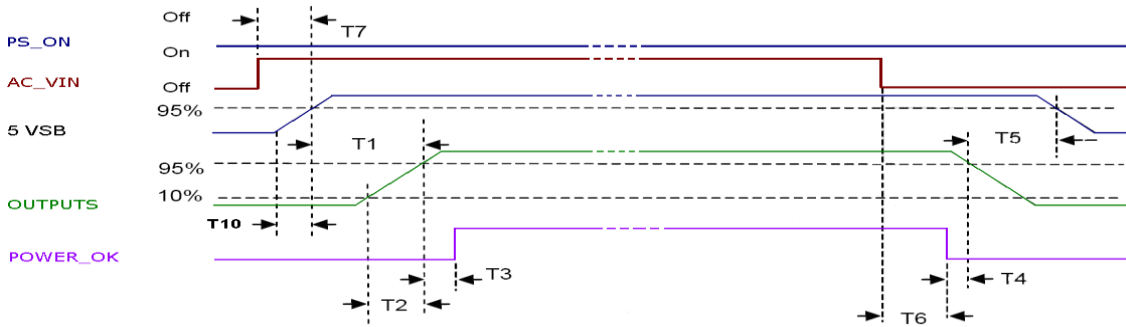 Off
T7
PS_ON
On
AC_VIN
Off
95%
5 VSB
T1
T5
95%
10%
OUTPUTS
T10
POWER_OK
T3
T4
T2
T6